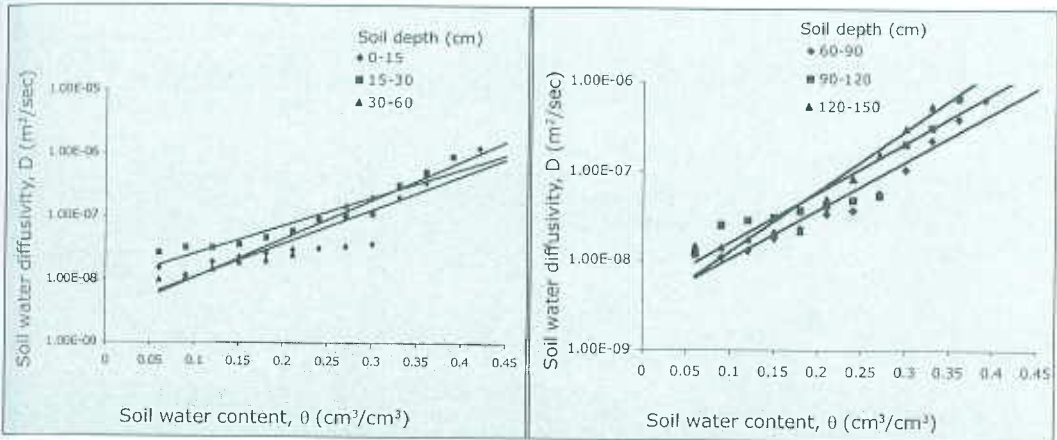 Soil depth (cm)
0-15
15-30
30-60
Soil water diffusivity, D (m²/sec)
1.00E-05
1.00E-06
1.00E-07
1.00E-08
1.00E-09
0 0.05 0.1 0.15 0.2 0.25 0.3 0.35 0.4 0.45
Soil water content, θ (cm³/cm³)
Soil depth (cm)
60-90
90-120
120-150
Soil water diffusivity, D (m²/sec)
1.00E-06
1.00E-07
1.00E-08
1.00E-09
0 0.05 0.1 0.15 0.2 0.25 0.3 0.35 0.4 0.45
Soil water content, θ (cm³/cm³)